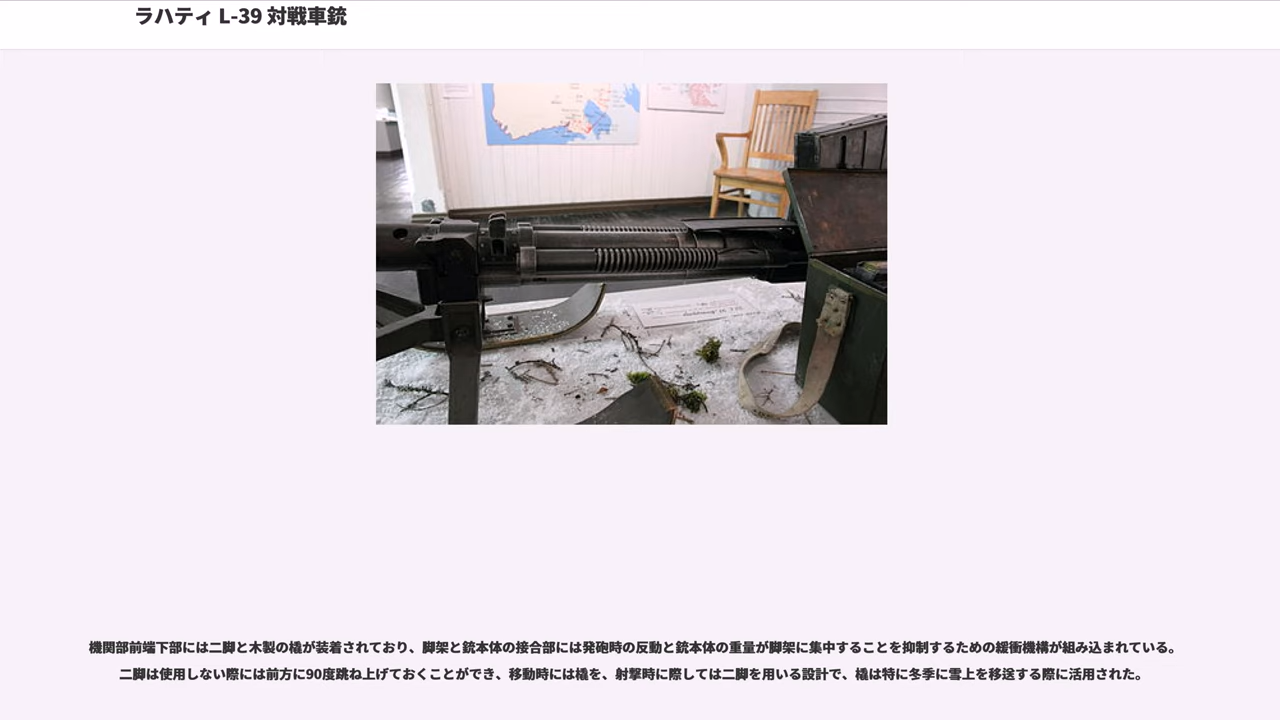 ラハティ L-39 対戦車銃
機関部前端下部には二脚と木製の橇が装着されており、脚架と銃本体の接合部には発砲時の反動と銃本体の重量が脚架に集中することを抑制するための緩衝機構が組み込まれている。
二脚は使用しない際には前方に90度跳ね上げておくことができ、移動時には橇を、射撃時に際しては二脚を用いる設計で、橇は特に冬季に雪上を移送する際に活用された。